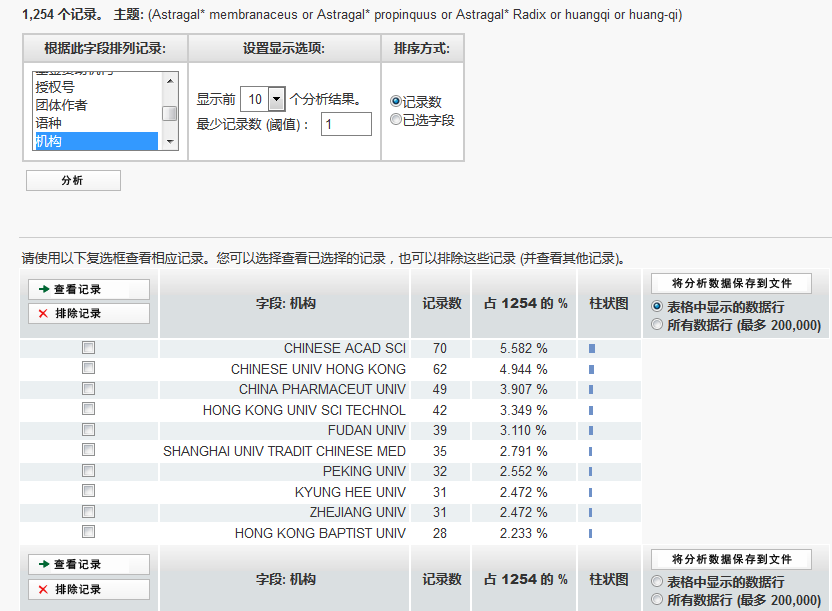 1,254 个记录。 主题: (Astragal* membranaceus or Astragal* propinquus or Astragal* Radix or huangqi or huang-qi)
根据此字段排列记录: 设置显示选项: 排序方式:
授权号
团体作者
语种
机构
显示前 10 个分析结果。
最少记录数 (阈值): 1
记录数
已选字段
分析
请使用以下复选框查看相应记录。您可以选择查看已选择的记录，也可以排除这些记录 (并查看其他记录)。
查看记录
排除记录
字段: 机构 记录数 占 1254 的 % 柱状图
将分析数据保存到文件
表格中显示的数据行
所有数据行 (最多 200,000)
CHINESE ACAD SCI 70 5.582 %
CHINESE UNIV HONG KONG 62 4.944 %
CHINA PHARMACEUT UNIV 49 3.907 %
HONG KONG UNIV SCI TECHNOL 42 3.349 %
FUDAN UNIV 39 3.110 %
SHANGHAI UNIV TRADIT CHINESE MED 35 2.791 %
PEKING UNIV 32 2.552 %
KYUNG HEE UNIV 31 2.472 %
ZHEJIANG UNIV 31 2.472 %
HONG KONG BAPTIST UNIV 28 2.233 %
查看记录
排除记录
字段: 机构 记录数 占 1254 的 % 柱状图
将分析数据保存到文件
表格中显示的数据行
所有数据行 (最多 200,000)